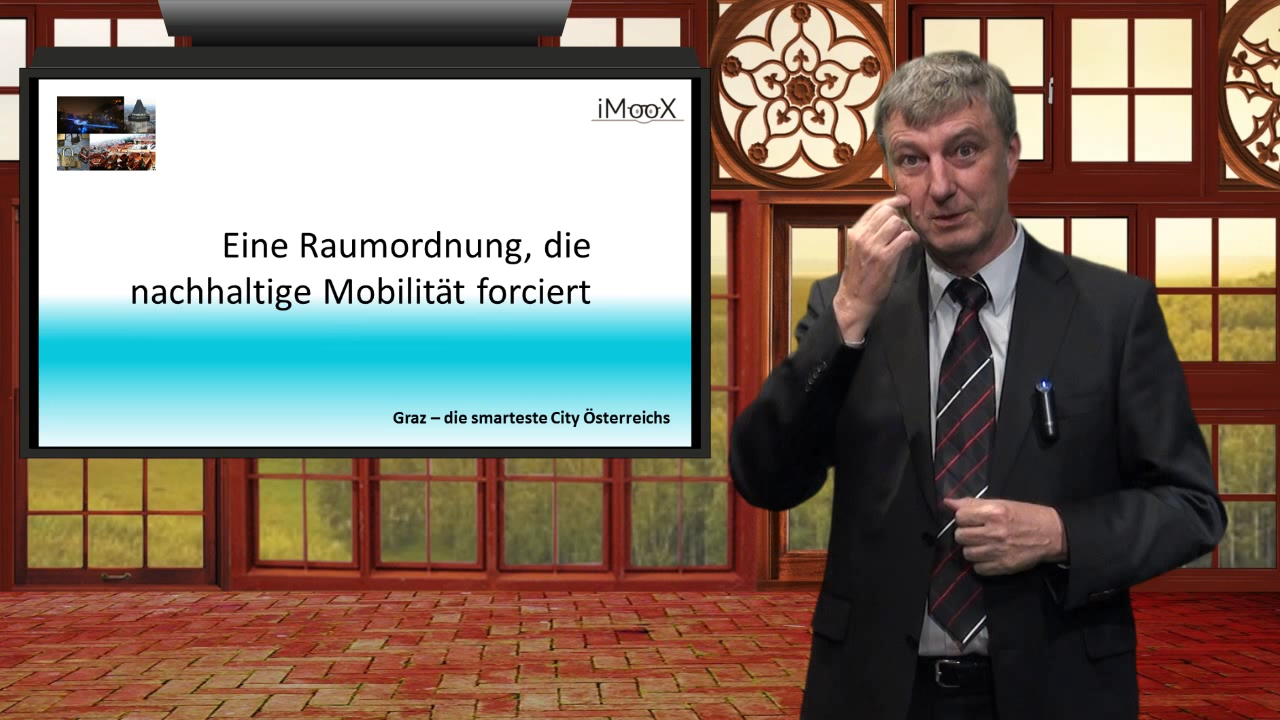 iMooX
Eine Raumordnung, die
nachhaltige Mobilität forciert
Graz – die smarteste City Österreichs